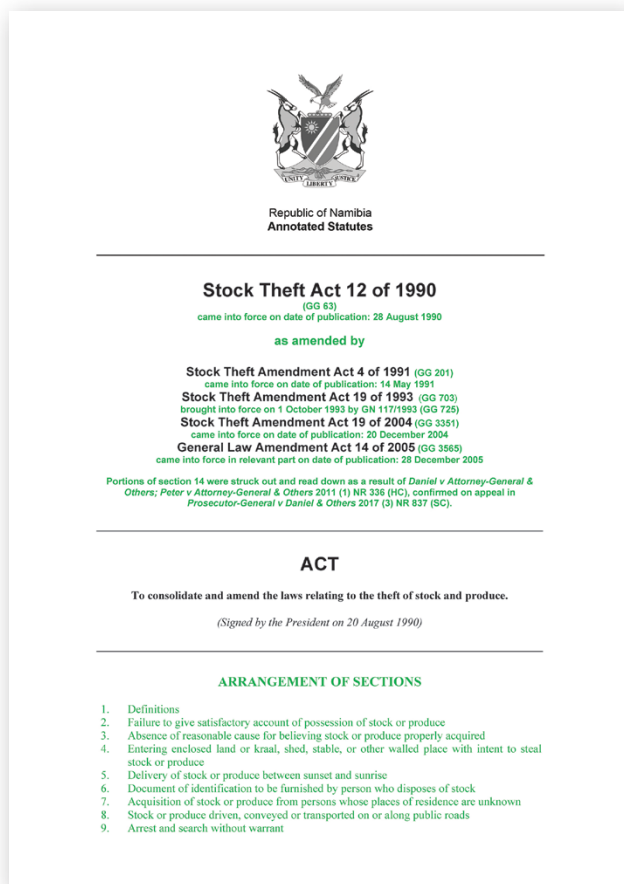 UNITY LIBERTY JUSTICE
Republic of Namibia
Annotated Statutes
Stock Theft Act 12 of 1990
(GG 63)
came into force on date of publication: 28 August 1990
as amended by
Stock Theft Amendment Act 4 of 1991 (GG 201)
came into force on date of publication: 14 May 1991
Stock Theft Amendment Act 19 of 1993 (GG 703)
brought into force on 1 October 1993 by GN 117/1993 (GG 725)
Stock Theft Amendment Act 19 of 2004 (GG 3351)
came into force on date of publication: 20 December 2004
General Law Amendment Act 14 of 2005 (GG 3565)
came into force in relevant part on date of publication: 28 December 2005
Portions of section 14 were struck out and read down as a result of Daniel v Attorney-General &
Others; Peter v Attorney-General & Others 2011 (1) NR 336 (HC), confirmed on appeal in
Prosecutor-General v Daniel & Others 2017 (3) NR 837 (SC).
ACT
To consolidate and amend the laws relating to the theft of stock and produce.
(Signed by the President on 20 August 1990)
ARRANGEMENT OF SECTIONS
1. Definitions
2. Failure to give satisfactory account of possession of stock or produce
3. Absence of reasonable cause for believing stock or produce properly acquired
4. Entering enclosed land or kraal, shed, stable, or other walled place with intent to steal
stock or produce
5. Delivery of stock or produce between sunset and sunrise
6. Document of identification to be furnished by person who disposes of stock
7. Acquisition of stock or produce from persons whose places of residence are unknown
8. Stock or produce driven, conveyed or transported on or along public roads
9. Arrest and search without warrant